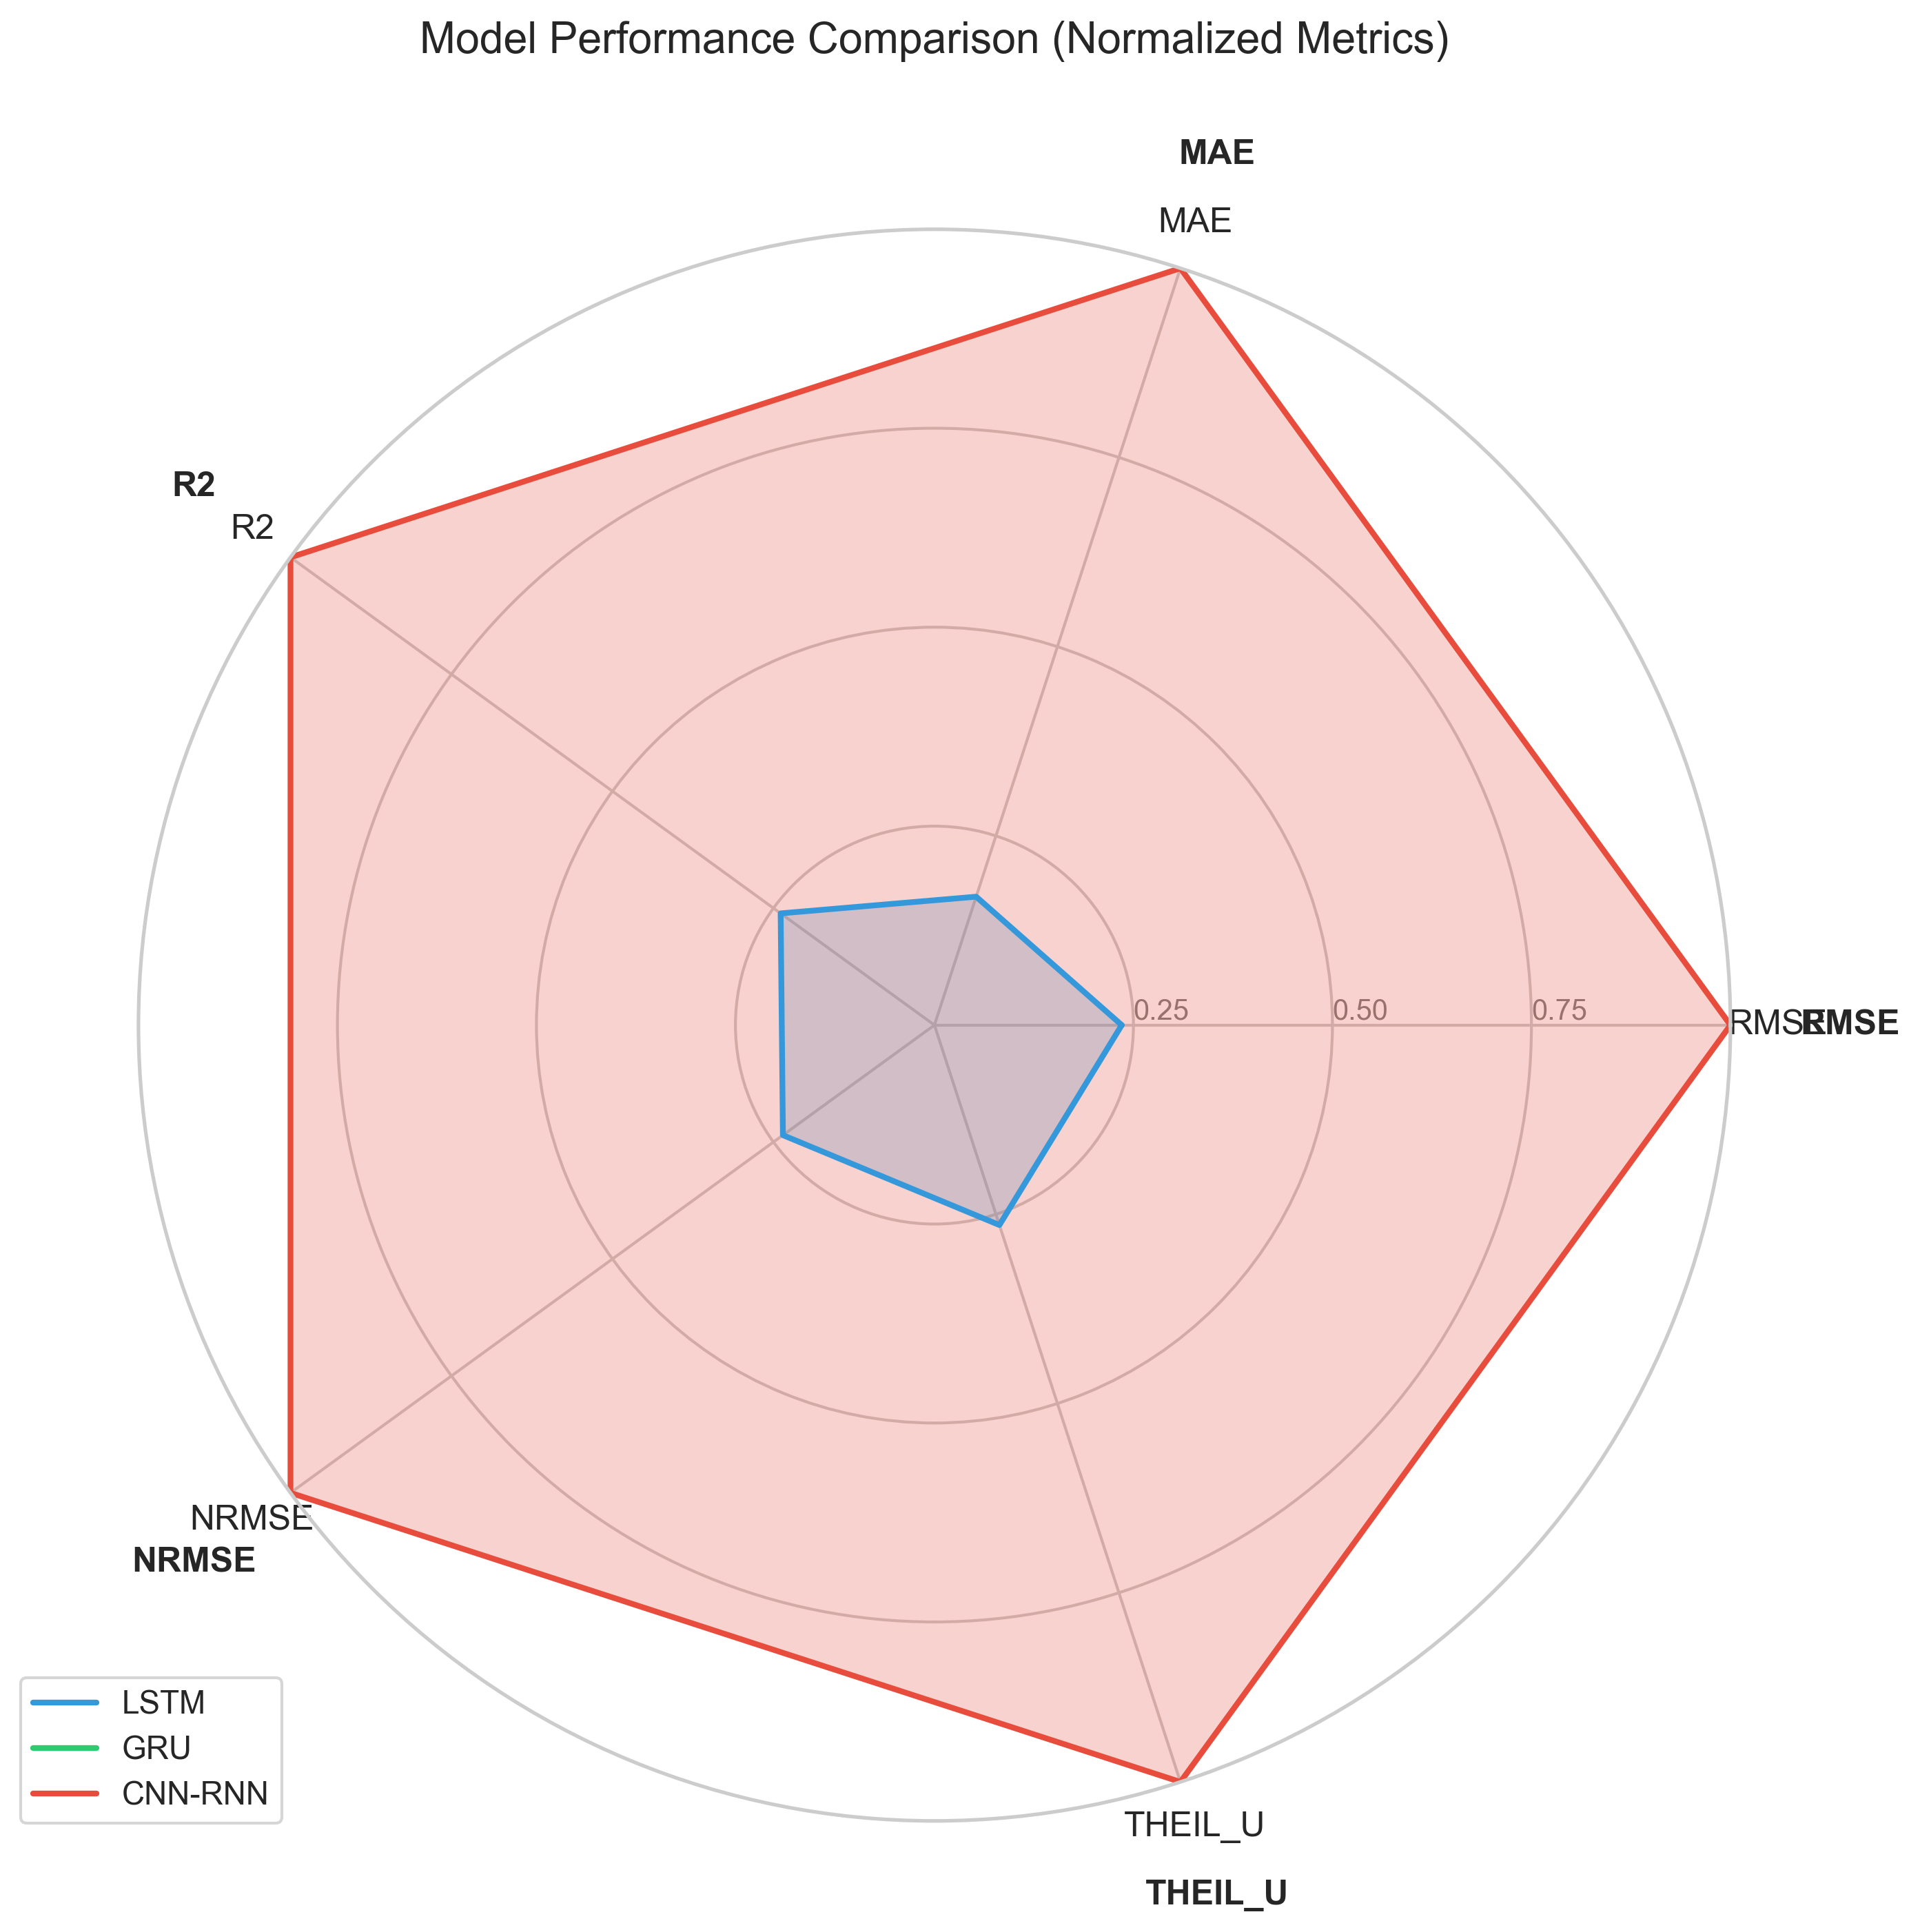 Model Performance Comparison (Normalized Metrics)
MAE
MAE
R2
R2
0.25
0.50
0.75
RMSE
RMSE
NRMSE
NRMSE
LSTM
GRU
CNN-RNN
THEIL_U
THEIL_U